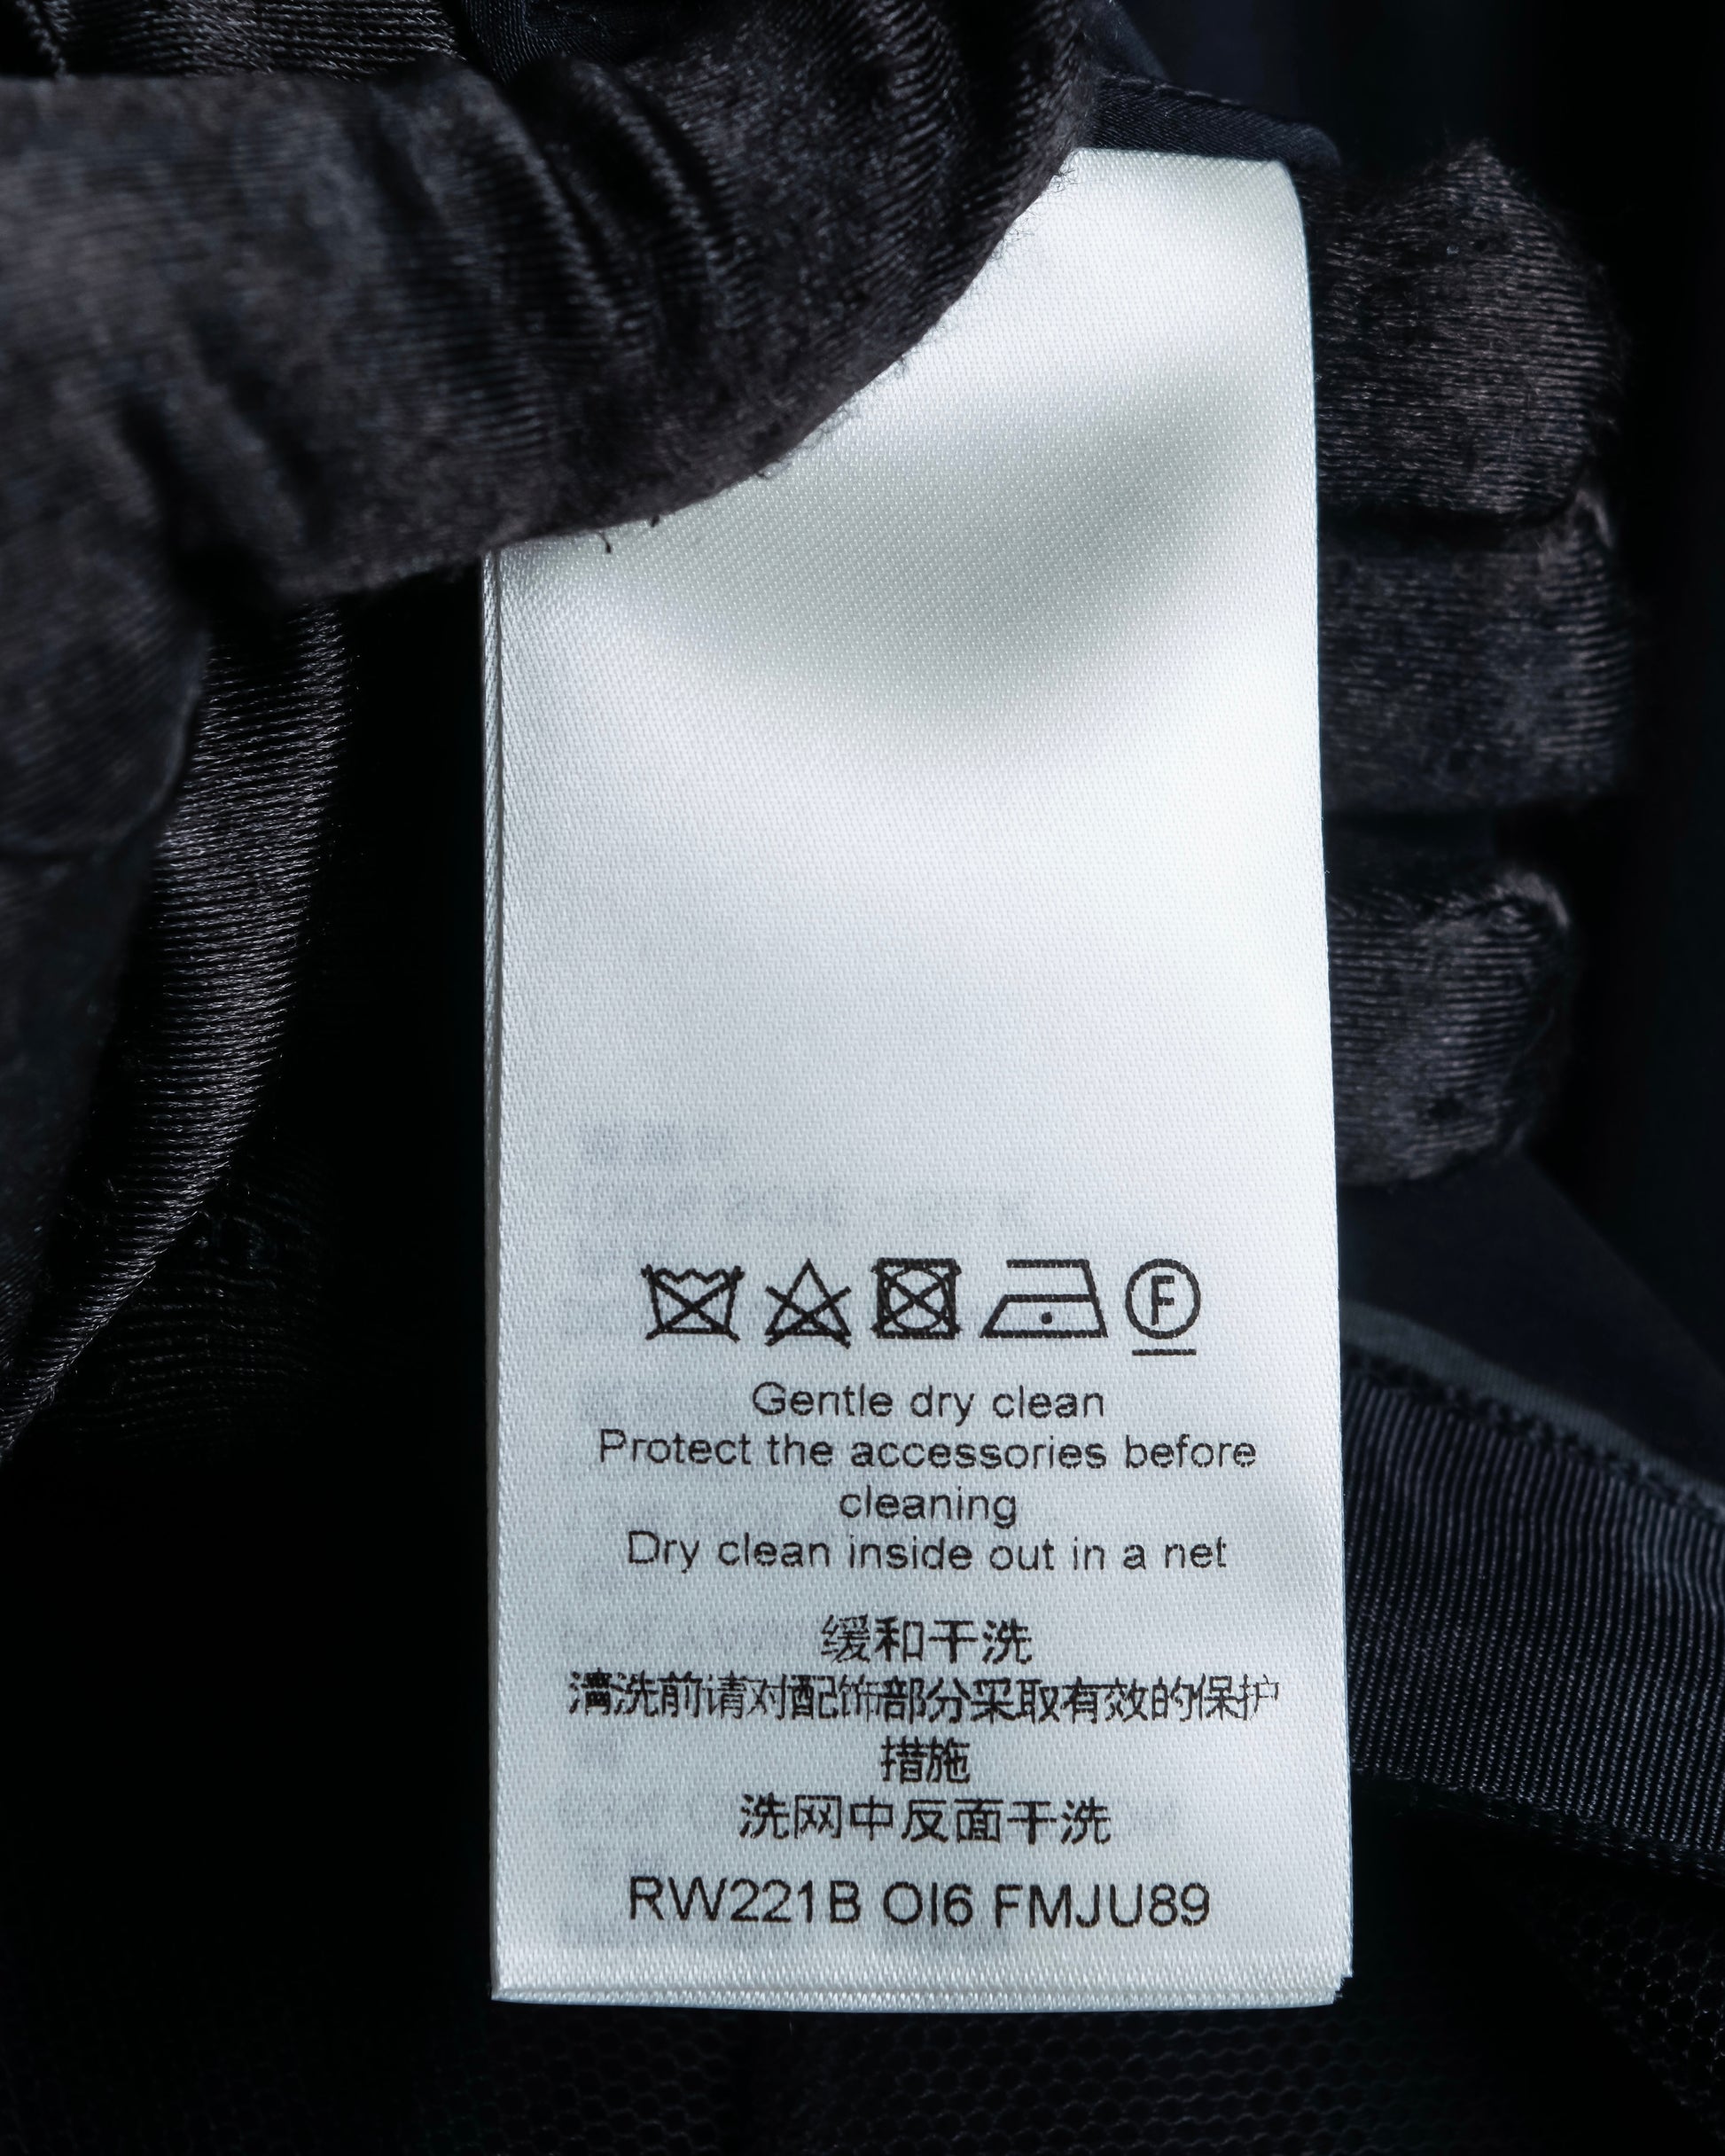 F
Gentle dry clean
Protect the accessories before
cleaning
Dry clean inside out in a net
缓和干洗
清洗前请对配饰部分采取有效的保护
措施
洗网中反面干洗
RW221B OI6 FMJU89